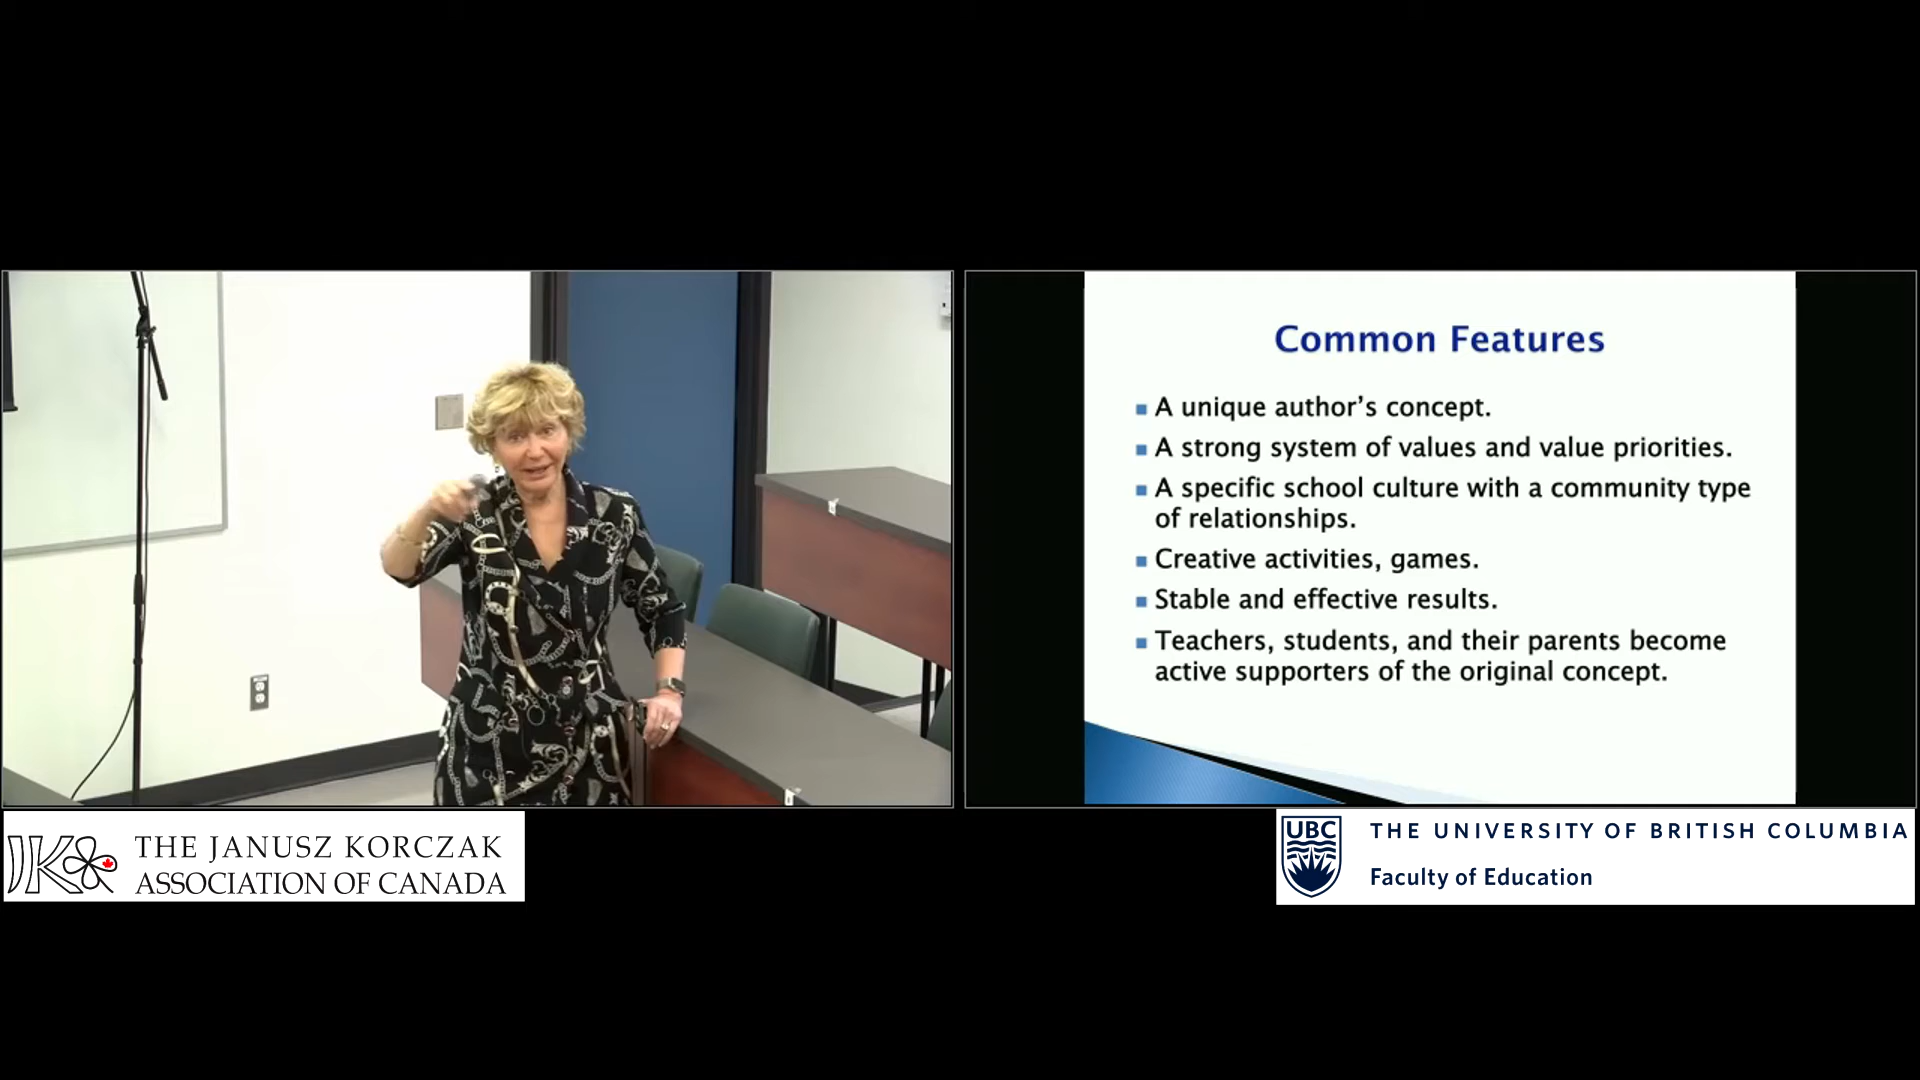 Common Features
A unique author's concept.
A strong system of values and value priorities.
A specific school culture with a community type
of relationships.
Creative activities, games.
Stable and effective results.
Teachers, students, and their parents become
active supporters of the original concept.
JK
THE JANUSZ KORCZAK
ASSOCIATION OF CANADA
UBC
THE UNIVERSITY OF BRITISH COLUMBIA
Faculty of Education